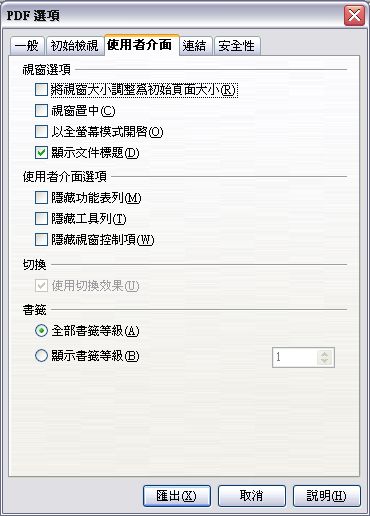 PDF 選項
一般 初始檢視 使用者介面 連結 安全性
視窗選項
將視窗大小調整為初始頁面大小(R)
視窗置中(C)
以全螢幕模式開啟(O)
顯示文件標題(D)
使用者介面選項
隱藏功能表列(M)
隱藏工具列(T)
隱藏視窗控制項(W)
切換
使用切換效果(U)
書籤
全部書籤等級(A)
顯示書籤等級(B) 1
匯出(X) 取消 說明(H)